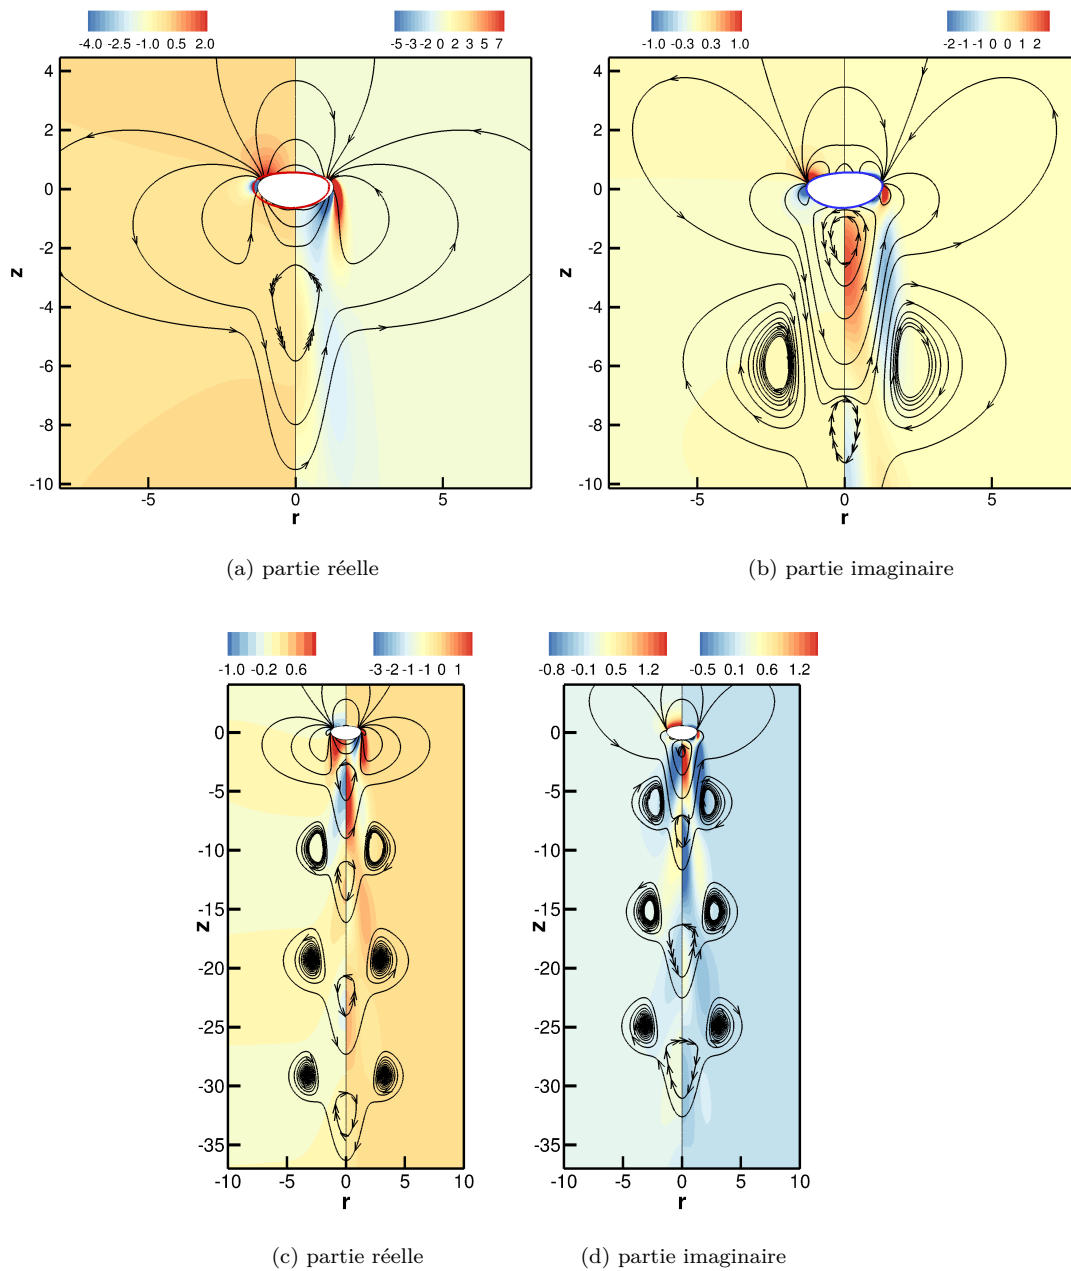 -4.0 -2.5 -1.0 0.5 2.0
-5 -3 -2 0 2 3 5 7
4
2
0
-2
-4
-6
-8
-10
z
-5 0 5
r
(a) partie réelle
-1.0 -0.3 0.3 1.0
-2 -1 -1 0 1 2
4
2
0
-2
-4
-6
-8
-10
z
-5 0 5
r
(b) partie imaginaire
-1.0 -0.2 0.6
-3 -2 -1 -1 0 1
0
-5
-10
-15
-20
-25
-30
-35
z
-10 -5 0 5 10
r
(c) partie réelle
-0.8 -0.1 0.5 1.2
-0.5 0.1 0.6 1.2
0
-5
-10
-15
-20
-25
-30
-35
z
-5 0 5 10
r
(d) partie imaginaire